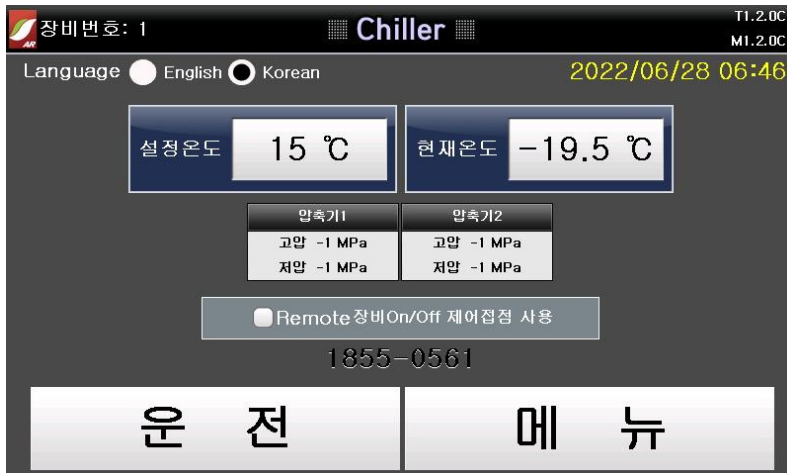 AR 장비번호: 1 Chiller T1.2.0C
M1.2.0C
Language English Korean 2022/06/28 06:46
설정온도 15 ℃ 현재온도 -19.5 ℃
압축기1 압축기2
고압 -1 MPa 고압 -1 MPa
저압 -1 MPa 저압 -1 MPa
Remote 장비On/Off 제어접점 사용
1855-0561
운 전 메 뉴